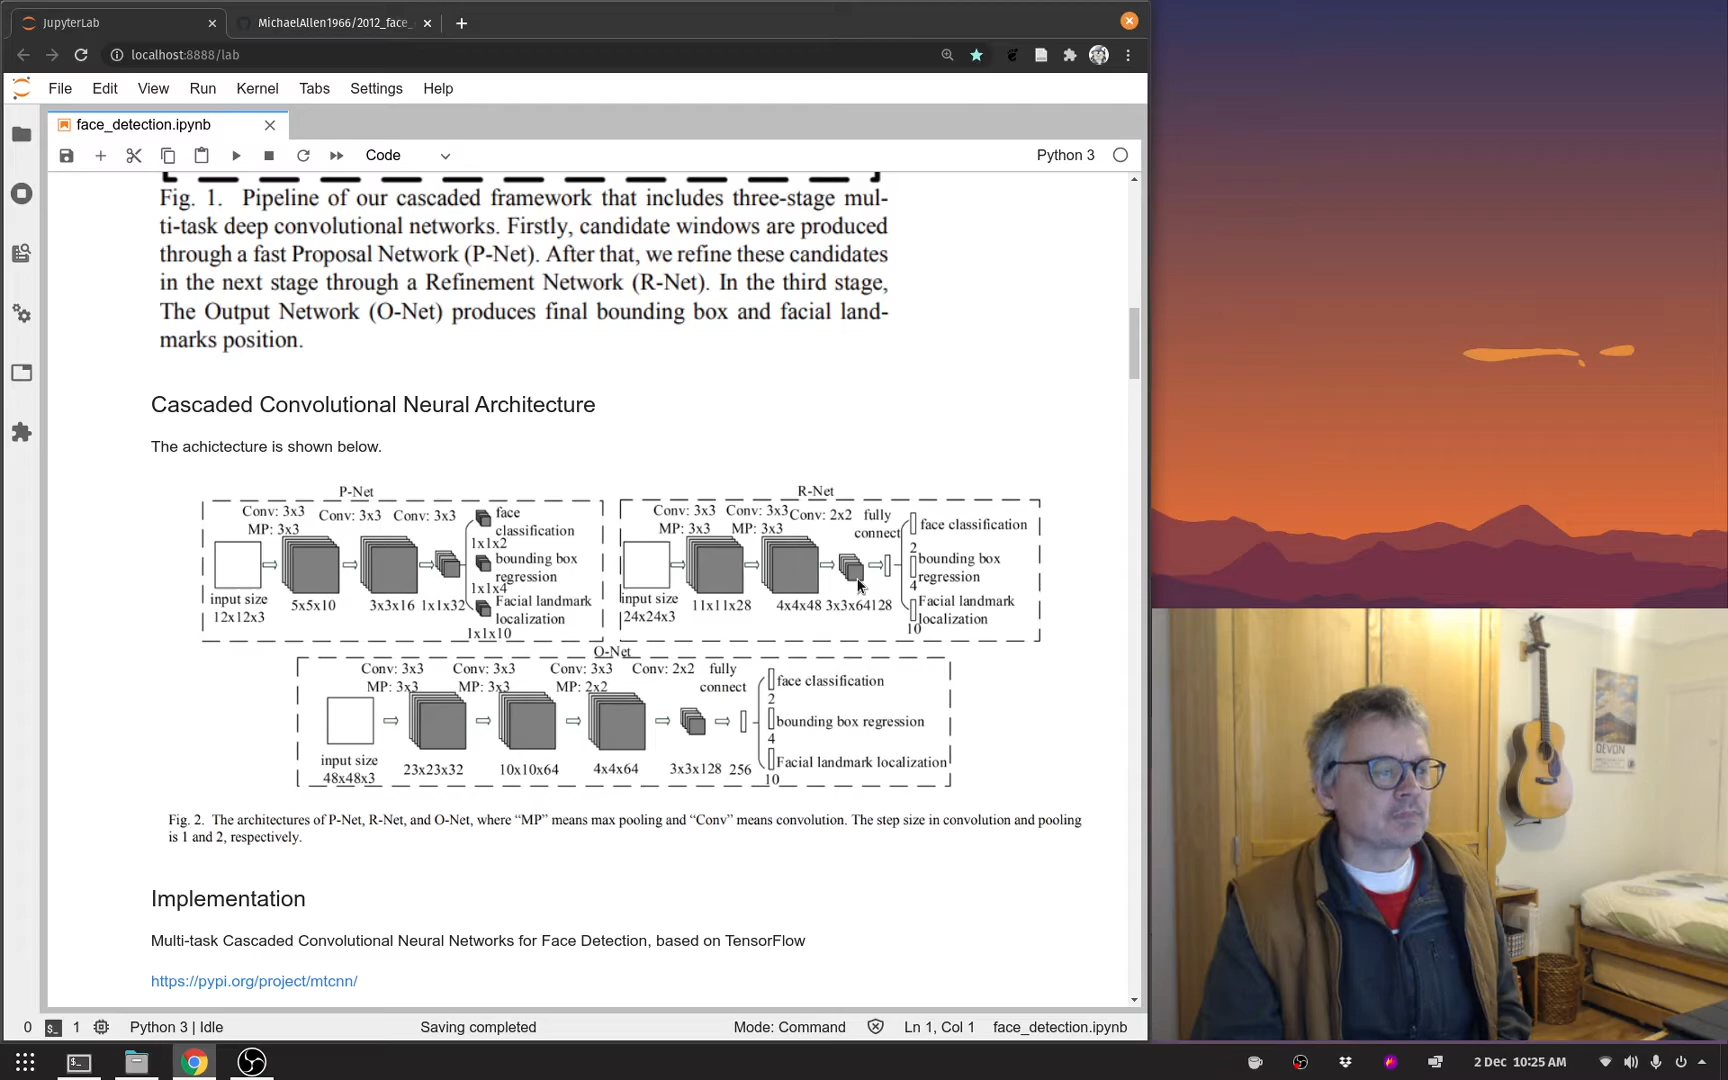 JupyterLab
MichaelAllen1966/2012_face_
localhost:8888/lab
File Edit View Run Kernel Tabs Settings Help
face_detection.ipynb
Code
Python 3
Fig. 1. Pipeline of our cascaded framework that includes three-stage mul-
ti-task deep convolutional networks. Firstly, candidate windows are produced
through a fast Proposal Network (P-Net). After that, we refine these candidates
in the next stage through a Refinement Network (R-Net). In the third stage,
The Output Network (O-Net) produces final bounding box and facial land-
marks position.
Cascaded Convolutional Neural Architecture
The achictecture is shown below.
P-Net
Conv: 3x3 Conv: 3x3 Conv: 3x3
MP: 3x3
face
classification
1x1x2
bounding box
regression
1x1x4
Facial landmark
localization
1x1x10
input size
12x12x3
5x5x10 3x3x16 1x1x32
R-Net
Conv: 3x3 Conv: 3x3 Conv: 2x2 fully
MP: 3x3 MP: 3x3 connect
face classification
2
bounding box
regression
4
Facial landmark
localization
10
input size
24x24x3
11x11x28 4x4x48 3x3x64 128
O-Net
Conv: 3x3 Conv: 3x3 Conv: 3x3 Conv: 2x2 fully
MP: 3x3 MP: 3x3 MP: 2x2 connect
face classification
2
bounding box regression
4
Facial landmark localization
10
input size
48x48x3
23x23x32 10x10x64 4x4x64 3x3x128 256
Fig. 2. The architectures of P-Net, R-Net, and O-Net, where “MP” means max pooling and “Conv” means convolution. The step size in convolution and pooling
is 1 and 2, respectively.
Implementation
Multi-task Cascaded Convolutional Neural Networks for Face Detection, based on TensorFlow
https://pypi.org/project/mtcnn/
DEVON
0 1 Python 3 | Idle Saving completed Mode: Command Ln 1, Col 1 face_detection.ipynb
2 Dec 10:25 AM